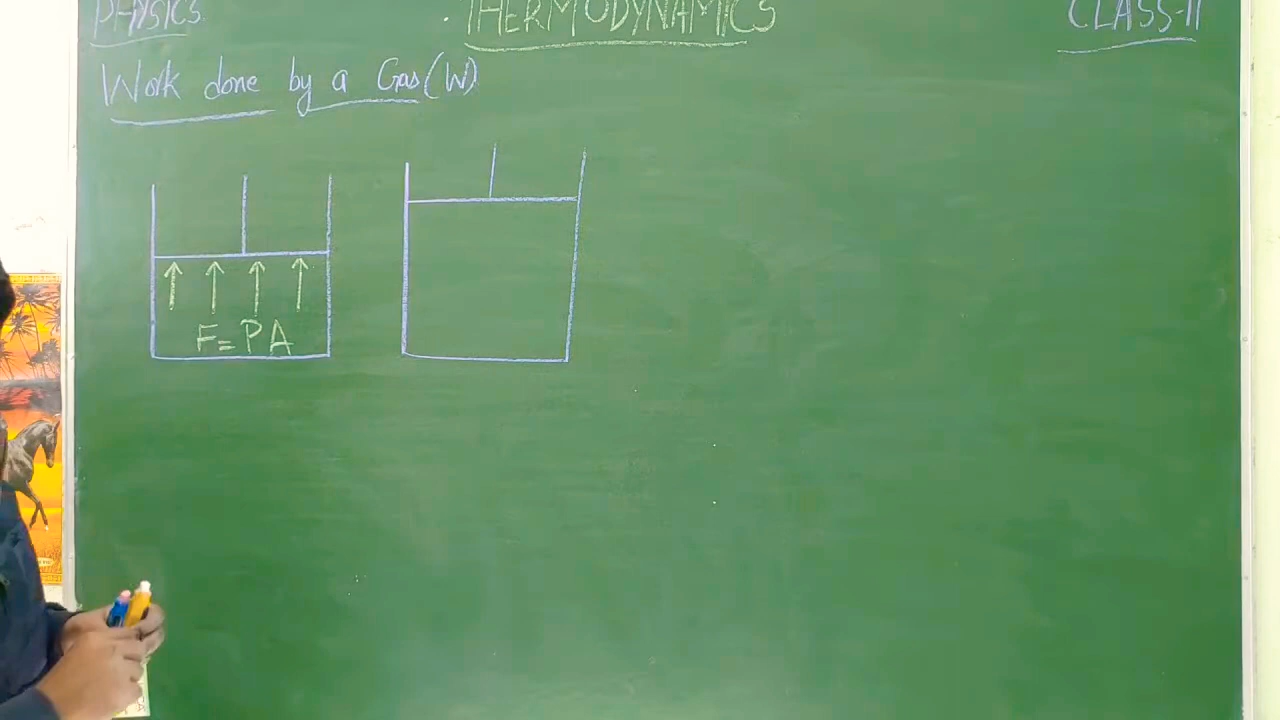 PHYSICS
THERMODYNAMICS
CLASS-11
Work done by a Gas (W)
F = PA